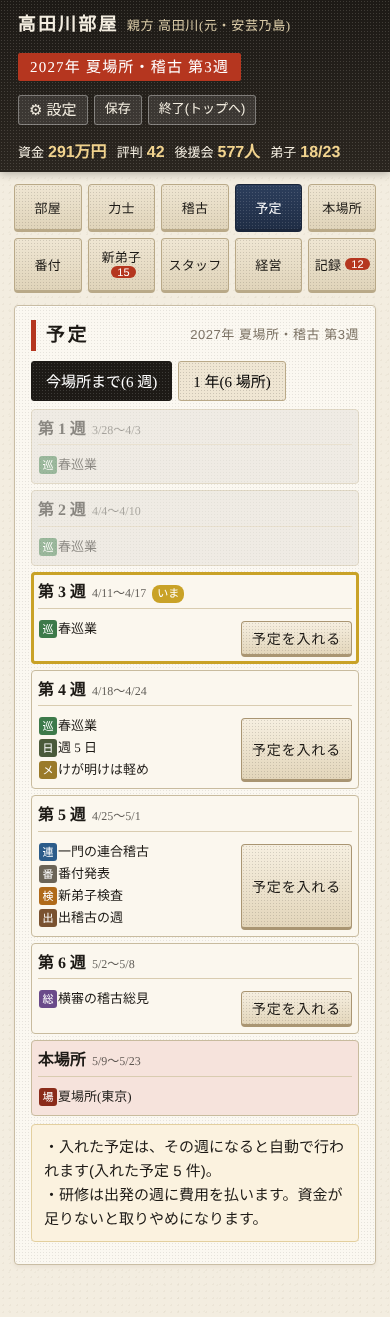 高田川部屋 親方 高田川(元・安芸乃島)
2027年 夏場所・稽古 第3週
⚙ 設定 保存 終了(トップへ)
資金 291万円 評判 42 後援会 577人 弟子 18/23
部屋 力士 稽古 予定 本場所
番付 新弟子 15 スタッフ 経営 記録 12
予定 2027年 夏場所・稽古 第3週
今場所まで(6 週) 1 年(6 場所)
第 1 週 3/28〜4/3
巡 春巡業
第 2 週 4/4〜4/10
巡 春巡業
第 3 週 4/11〜4/17 いま
巡 春巡業 予定を入れる
第 4 週 4/18〜4/24
巡 春巡業
日 週 5 日 予定を入れる
メ けが明けは軽め
第 5 週 4/25〜5/1
連 一門の連合稽古
番 番付発表
検 新弟子検査 予定を入れる
出 出稽古の週
第 6 週 5/2〜5/8
総 横審の稽古総見 予定を入れる
本場所 5/9〜5/23
場 夏場所(東京)
・入れた予定は、その週になると自動で行わ
れます(入れた予定 5 件)。
・研修は出発の週に費用を払います。資金が
足りないと取りやめになります。